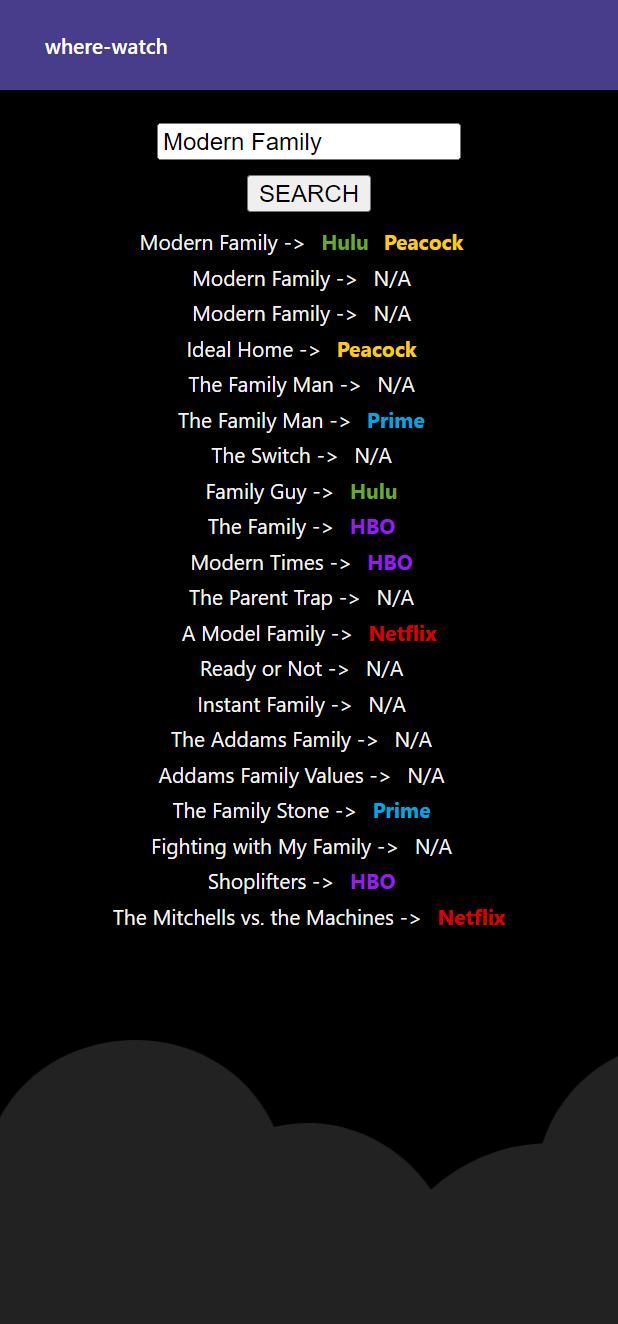 where-watch
Modern Family
SEARCH
Modern Family -> Hulu Peacock
Modern Family -> N/A
Modern Family -> N/A
Ideal Home -> Peacock
The Family Man -> N/A
The Family Man -> Prime
The Switch -> N/A
Family Guy -> Hulu
The Family -> HBO
Modern Times -> HBO
The Parent Trap -> N/A
A Model Family -> Netflix
Ready or Not -> N/A
Instant Family -> N/A
The Addams Family -> N/A
Addams Family Values -> N/A
The Family Stone -> Prime
Fighting with My Family -> N/A
Shoplifters -> HBO
The Mitchells vs. the Machines -> Netflix